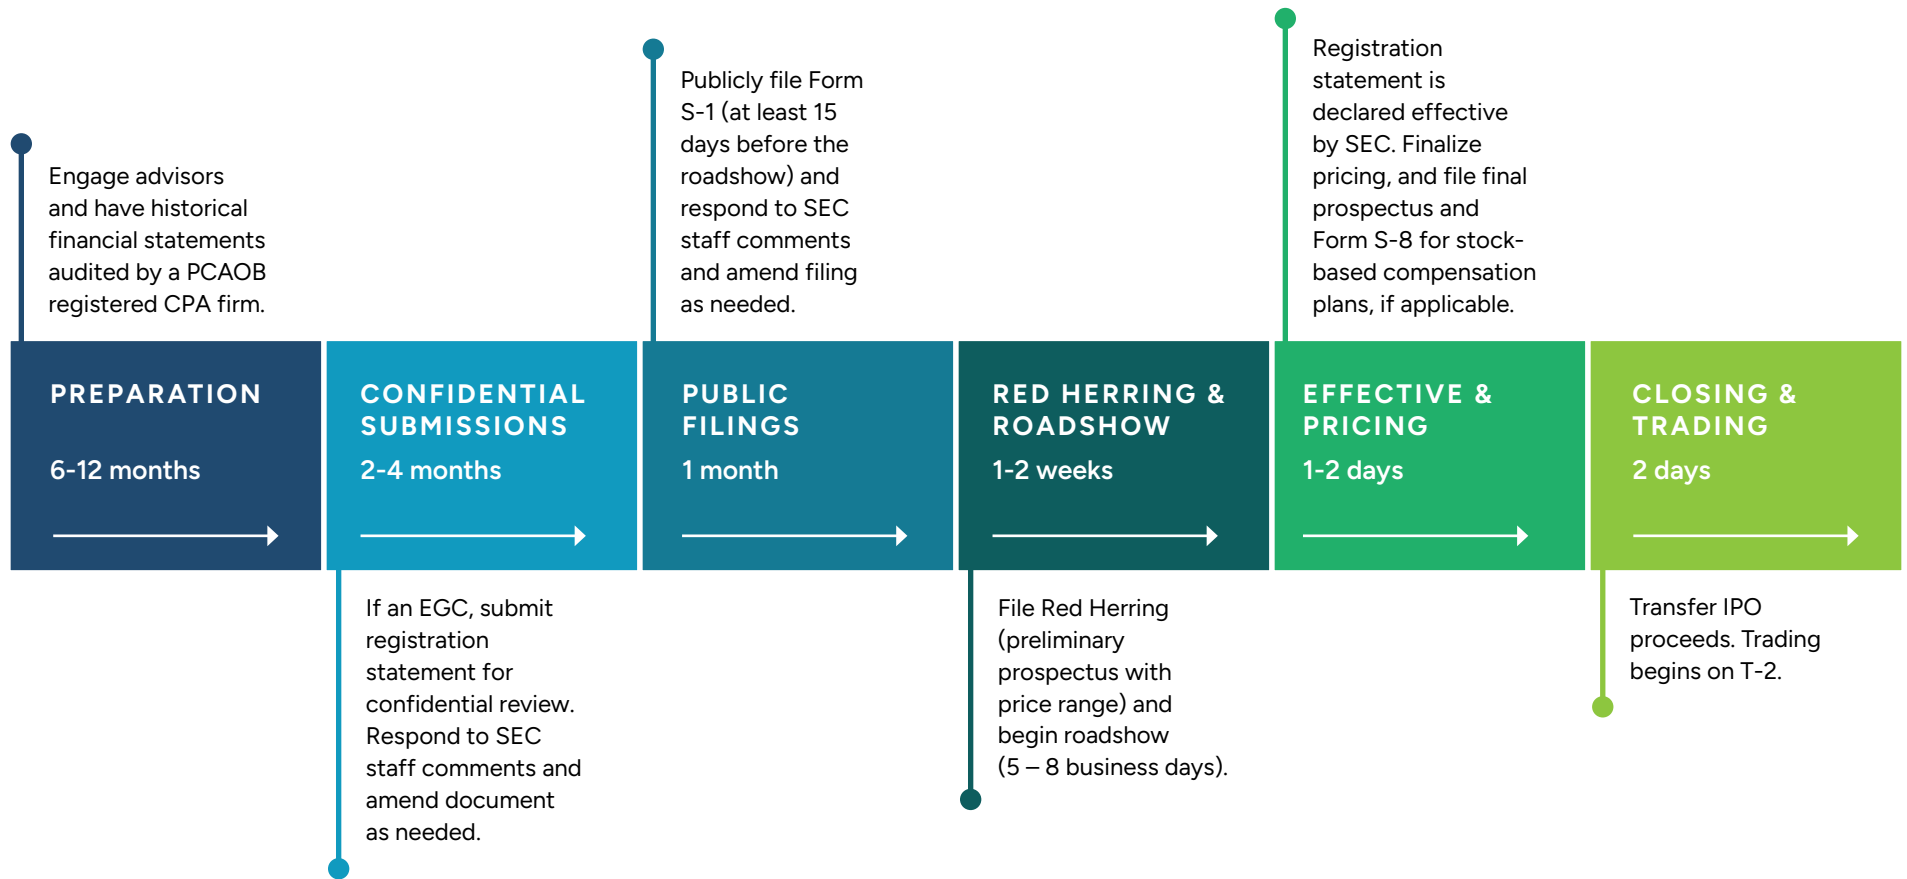 Engage advisors
and have historical
financial statements
audited by a PCAOB
registered CPA firm.
PREPARATION
6-12 months
CONFIDENTIAL
SUBMISSIONS
2-4 months
If an EGC, submit
registration
statement for
confidential review.
Respond to SEC
staff comments and
amend document
as needed.
Publicly file Form
S-1 (at least 15
days before the
roadshow) and
respond to SEC
staff comments
and amend filing
as needed.
PUBLIC
FILINGS
1 month
RED HERRING &
ROADSHOW
1-2 weeks
File Red Herring
(preliminary
prospectus with
price range) and
begin roadshow
(5 – 8 business days).
Registration
statement is
declared effective
by SEC. Finalize
pricing, and file final
prospectus and
Form S-8 for stock-
based compensation
plans, if applicable.
EFFECTIVE &
PRICING
1-2 days
CLOSING &
TRADING
2 days
Transfer IPO
proceeds. Trading
begins on T-2.